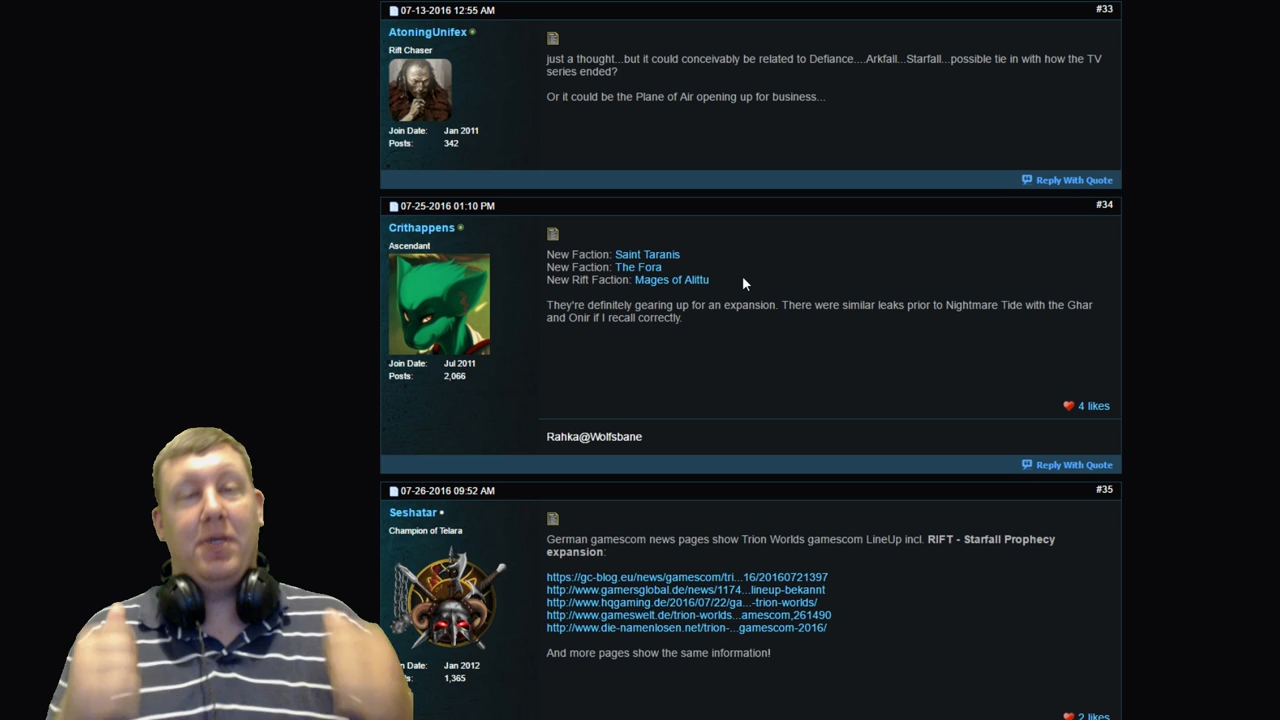 07-13-2016 12:55 AM
#33
AtoningUnifex
Rift Chaser
Join Date: Jan 2011
Posts: 342
just a thought...but it could conceivably be related to Defiance....Arkfall...Starfall...possible tie in with how the TV
series ended?
Or it could be the Plane of Air opening up for business...
Reply With Quote
07-25-2016 01:10 PM
#34
Crithappens
Ascendant
Join Date: Jul 2011
Posts: 2,066
New Faction: Saint Taranis
New Faction: The Fora
New Rift Faction: Mages of Alittu
They're definitely gearing up for an expansion. There were similar leaks prior to Nightmare Tide with the Ghar
and Onir if I recall correctly.
4 likes
Rahka@Wolfsbane
Reply With Quote
07-26-2016 09:52 AM
#35
Seshatar
Champion of Telara
n Date: Jan 2012
s: 1,365
German gamescom news pages show Trion Worlds gamescom LineUp incl. RIFT - Starfall Prophecy
expansion:
https://gc-blog.eu/news/gamescom/tri...16/20160721397
http://www.gamersglobal.de/news/1174...lineup-bekannt
http://www.hqgaming.de/2016/07/22/ga...-trion-worlds/
http://www.gameswelt.de/trion-worlds...amescom,261490
http://www.die-namenlosen.net/trion-...gamescom-2016/
And more pages show the same information!
2 likes